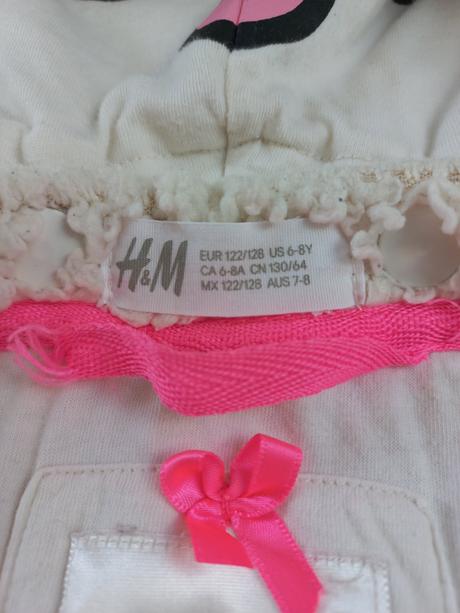 H&M
EUR 122/128 US 6-8Y
CA 6-8A CN 130/64
MX 122/128 AUS 7-8